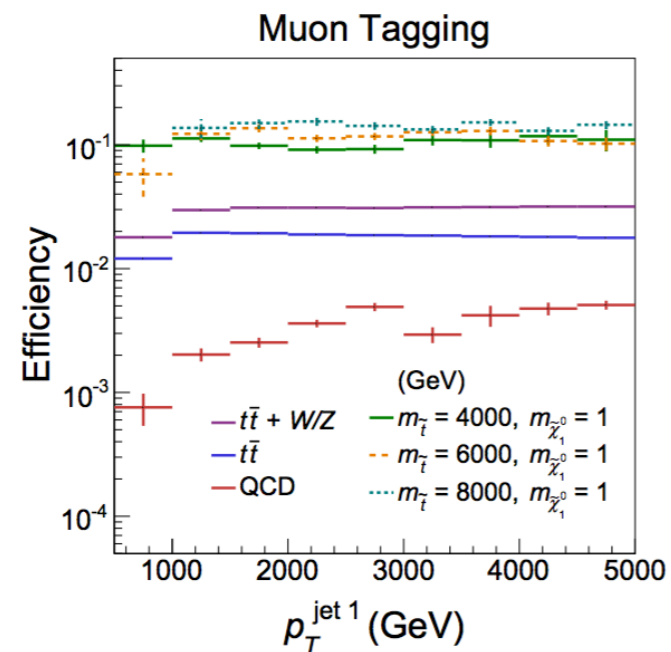 Muon Tagging
Efficiency
10⁻¹
10⁻²
10⁻³
10⁻⁴
(GeV)
tt̄ + W/Z
tt̄
QCD
m_t̃ = 4000, m_χ̃₁⁰ = 1
m_t̃ = 6000, m_χ̃₁⁰ = 1
m_t̃ = 8000, m_χ̃₁⁰ = 1
1000 2000 3000 4000 5000
p_T^jet 1 (GeV)